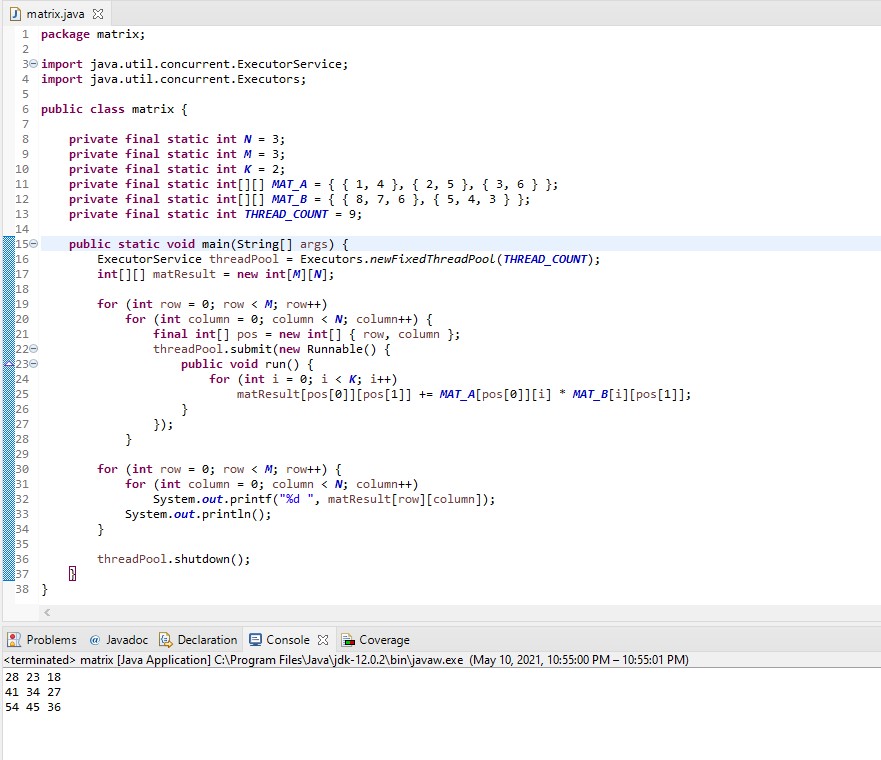 matrix.java
1 package matrix;
2
3 import java.util.concurrent.ExecutorService;
4 import java.util.concurrent.Executors;
5
6 public class matrix {
7
8     private final static int N = 3;
9     private final static int M = 3;
10     private final static int K = 2;
11     private final static int[][] MAT_A = { { 1, 4 }, { 2, 5 }, { 3, 6 } };
12     private final static int[][] MAT_B = { { 8, 7, 6 }, { 5, 4, 3 } };
13     private final static int THREAD_COUNT = 9;
14
15     public static void main(String[] args) {
16         ExecutorService threadPool = Executors.newFixedThreadPool(THREAD_COUNT);
17         int[][] matResult = new int[M][N];
18
19         for (int row = 0; row < M; row++)
20             for (int column = 0; column < N; column++) {
21                 final int[] pos = new int[] { row, column };
22                 threadPool.submit(new Runnable() {
23                     public void run() {
24                         for (int i = 0; i < K; i++)
25                             matResult[pos[0]][pos[1]] += MAT_A[pos[0]][i] * MAT_B[i][pos[1]];
26                     }
27                 });
28             }
29
30         for (int row = 0; row < M; row++) {
31             for (int column = 0; column < N; column++)
32                 System.out.printf("%d ", matResult[row][column]);
33             System.out.println();
34         }
35
36         threadPool.shutdown();
37     }
38 }
Problems @ Javadoc Declaration Console Coverage
<terminated> matrix [Java Application] C:\Program Files\Java\jdk-12.0.2\bin\javaw.exe (May 10, 2021, 10:55:00 PM – 10:55:01 PM)
28 23 18
41 34 27
54 45 36